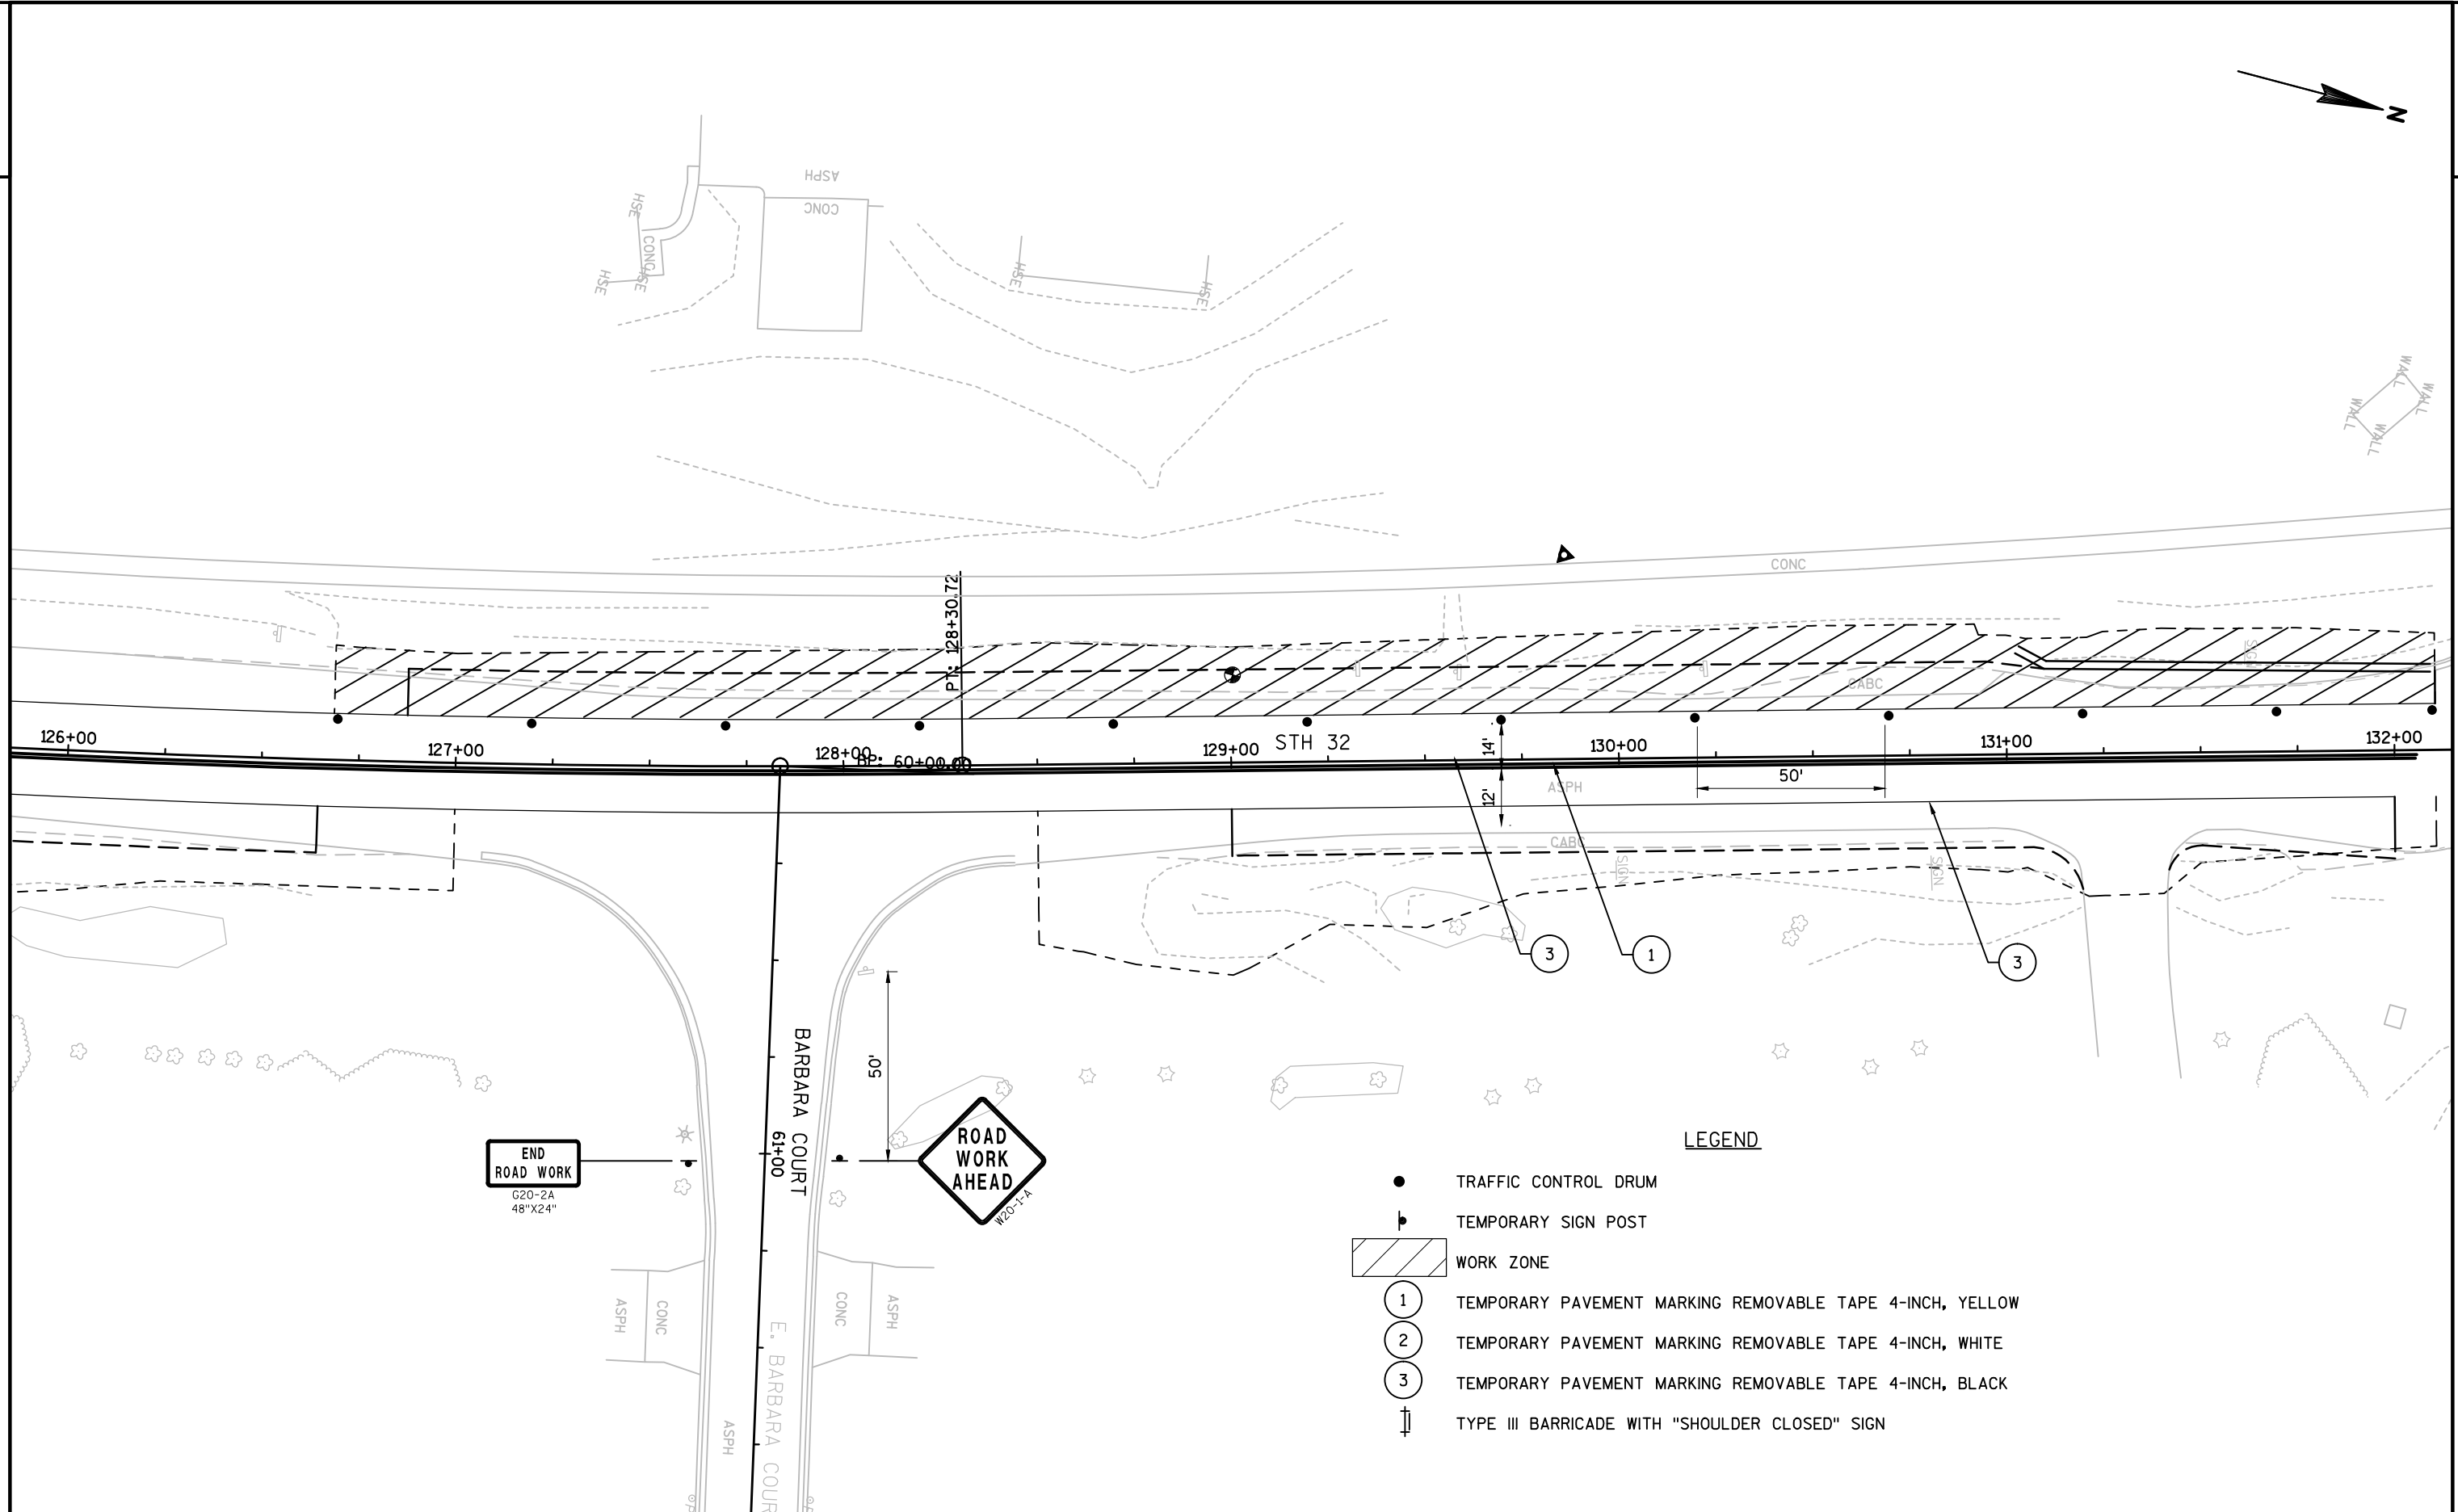 N
ASPH
CONC
HSE
CONC
HSE
HSE
HSE
HSE
WALL
WALL
WALL
WALL
CONC
PT: 128+30.72
SIGN
CABC
126+00
127+00
128+00
129+00
STH 32
130+00
131+00
132+00
BP: 60+00.00
14'
12'
50'
ASPH
CABC
SIGN
SIGN
3
1
3
50'
BARBARA COURT
61+00
END
ROAD WORK
G20-2A
48"X24"
ROAD
WORK
AHEAD
W20-1-A
ASPH
CONC
CONC
ASPH
E. BARBARA COUR
ASPH
LEGEND
TRAFFIC CONTROL DRUM
TEMPORARY SIGN POST
WORK ZONE
1 TEMPORARY PAVEMENT MARKING REMOVABLE TAPE 4-INCH, YELLOW
2 TEMPORARY PAVEMENT MARKING REMOVABLE TAPE 4-INCH, WHITE
3 TEMPORARY PAVEMENT MARKING REMOVABLE TAPE 4-INCH, BLACK
TYPE III BARRICADE WITH "SHOULDER CLOSED" SIGN